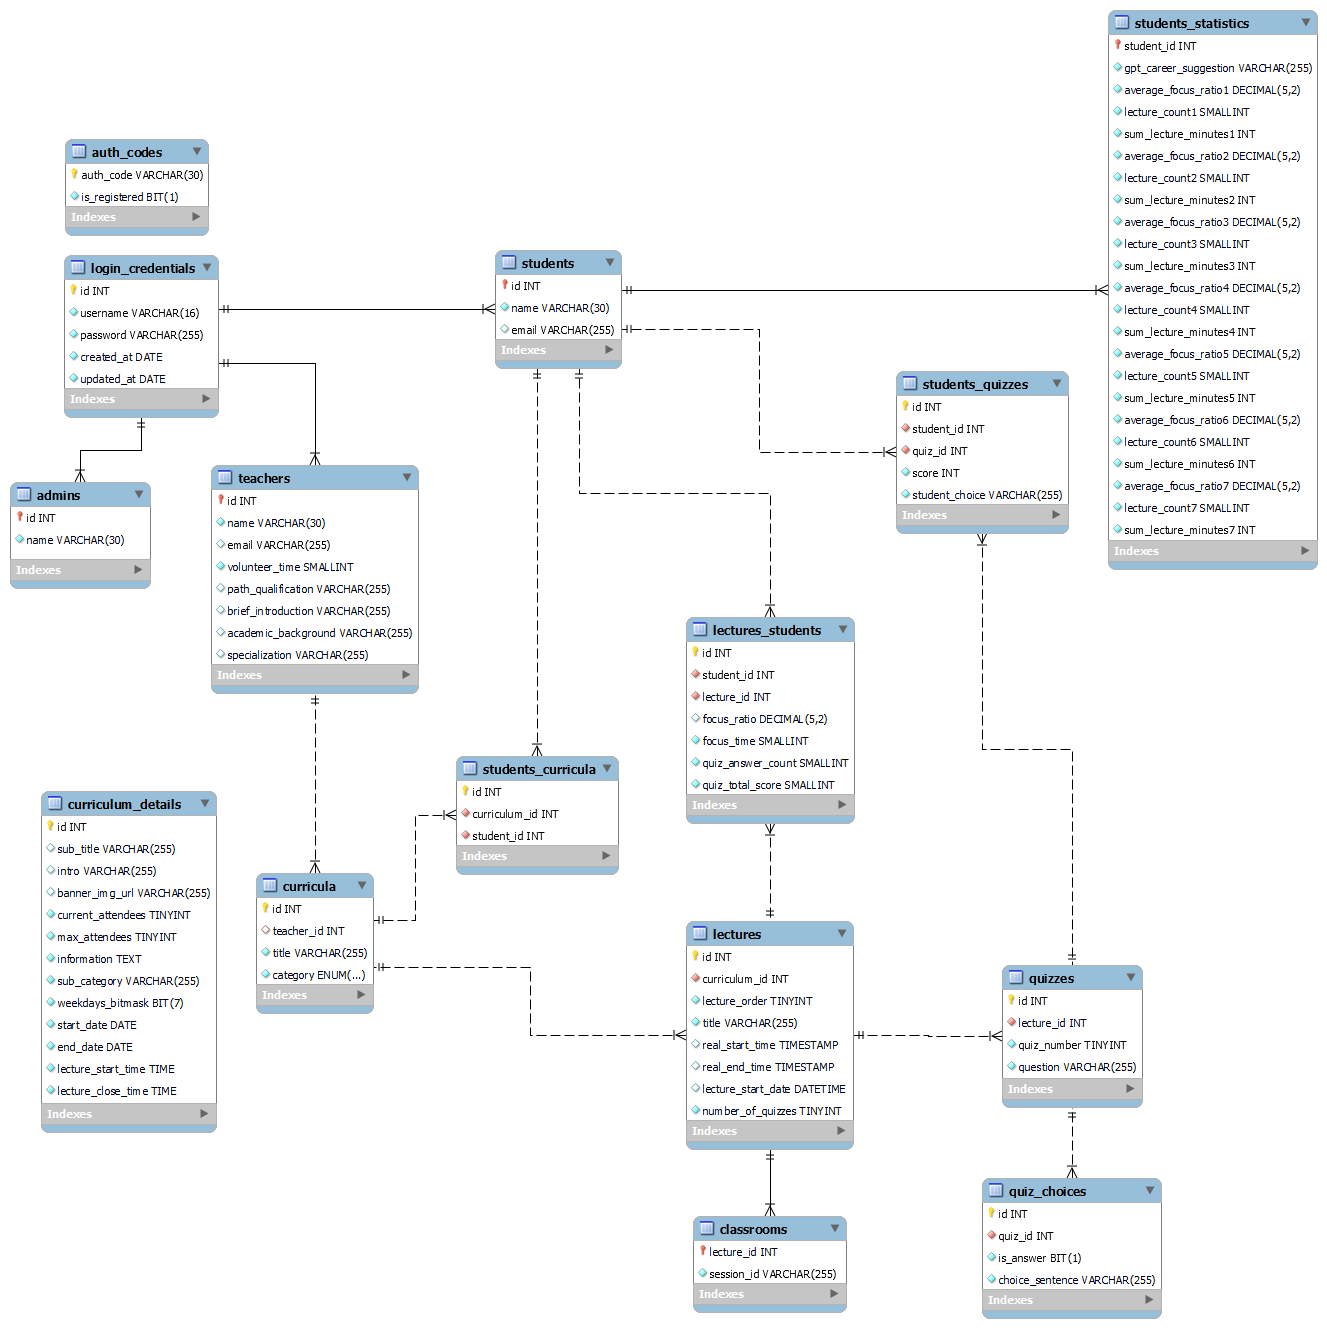 students_statistics
student_id INT
gpt_career_suggestion VARCHAR(255)
average_focus_ratio1 DECIMAL(5,2)
lecture_count1 SMALLINT
sum_lecture_minutes1 INT
average_focus_ratio2 DECIMAL(5,2)
lecture_count2 SMALLINT
sum_lecture_minutes2 INT
average_focus_ratio3 DECIMAL(5,2)
lecture_count3 SMALLINT
sum_lecture_minutes3 INT
average_focus_ratio4 DECIMAL(5,2)
lecture_count4 SMALLINT
sum_lecture_minutes4 INT
average_focus_ratio5 DECIMAL(5,2)
lecture_count5 SMALLINT
sum_lecture_minutes5 INT
average_focus_ratio6 DECIMAL(5,2)
lecture_count6 SMALLINT
sum_lecture_minutes6 INT
average_focus_ratio7 DECIMAL(5,2)
lecture_count7 SMALLINT
sum_lecture_minutes7 INT
Indexes
auth_codes
auth_code VARCHAR(30)
is_registered BIT(1)
Indexes
login_credentials
id INT
username VARCHAR(16)
password VARCHAR(255)
created_at DATE
updated_at DATE
Indexes
students
id INT
name VARCHAR(30)
email VARCHAR(255)
Indexes
students_quizzes
id INT
student_id INT
quiz_id INT
score INT
student_choice VARCHAR(255)
Indexes
admins
id INT
name VARCHAR(30)
Indexes
teachers
id INT
name VARCHAR(30)
email VARCHAR(255)
volunteer_time SMALLINT
path_qualification VARCHAR(255)
brief_introduction VARCHAR(255)
academic_background VARCHAR(255)
specialization VARCHAR(255)
Indexes
lectures_students
id INT
student_id INT
lecture_id INT
focus_ratio DECIMAL(5,2)
focus_time SMALLINT
quiz_answer_count SMALLINT
quiz_total_score SMALLINT
Indexes
students_curricula
id INT
curriculum_id INT
student_id INT
Indexes
curriculum_details
id INT
sub_title VARCHAR(255)
intro VARCHAR(255)
banner_img_url VARCHAR(255)
current_attendees TINYINT
max_attendees TINYINT
information TEXT
sub_category VARCHAR(255)
weekdays_bitmask BIT(7)
start_date DATE
end_date DATE
lecture_start_time TIME
lecture_close_time TIME
Indexes
curricula
id INT
teacher_id INT
title VARCHAR(255)
category ENUM(...)
Indexes
lectures
id INT
curriculum_id INT
lecture_order TINYINT
title VARCHAR(255)
real_start_time TIMESTAMP
real_end_time TIMESTAMP
lecture_start_date DATETIME
number_of_quizzes TINYINT
Indexes
quizzes
id INT
lecture_id INT
quiz_number TINYINT
question VARCHAR(255)
Indexes
quiz_choices
id INT
quiz_id INT
is_answer BIT(1)
choice_sentence VARCHAR(255)
Indexes
classrooms
lecture_id INT
session_id VARCHAR(255)
Indexes